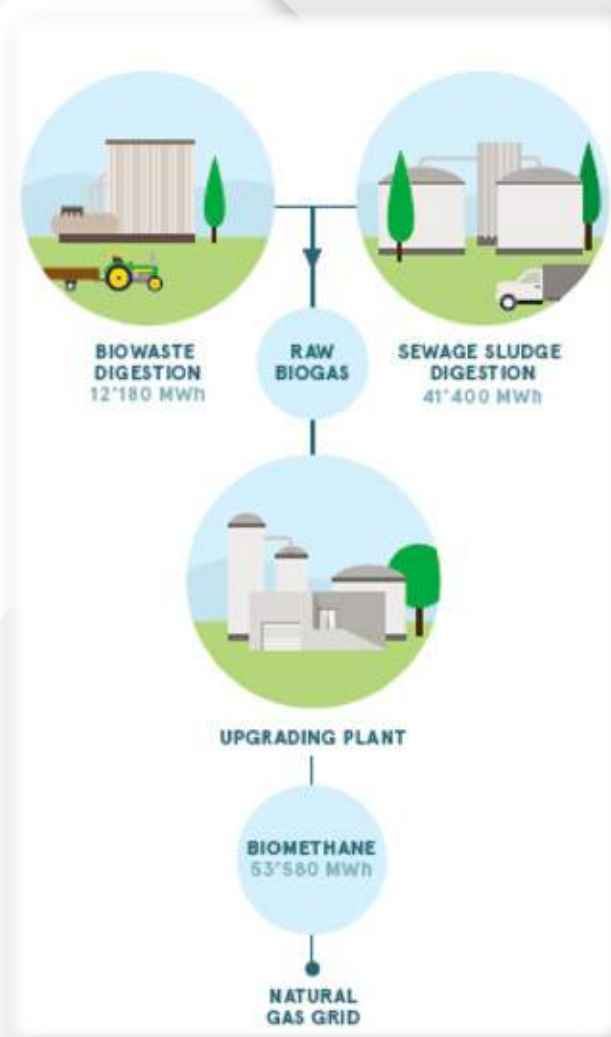 BIOWASTE
DIGESTION
12'180 MWh
RAW
BIOGAS
SEWAGE SLUDGE
DIGESTION
41'400 MWh
UPGRADING PLANT
BIOMETHANE
53'580 MWh
NATURAL
GAS GRID